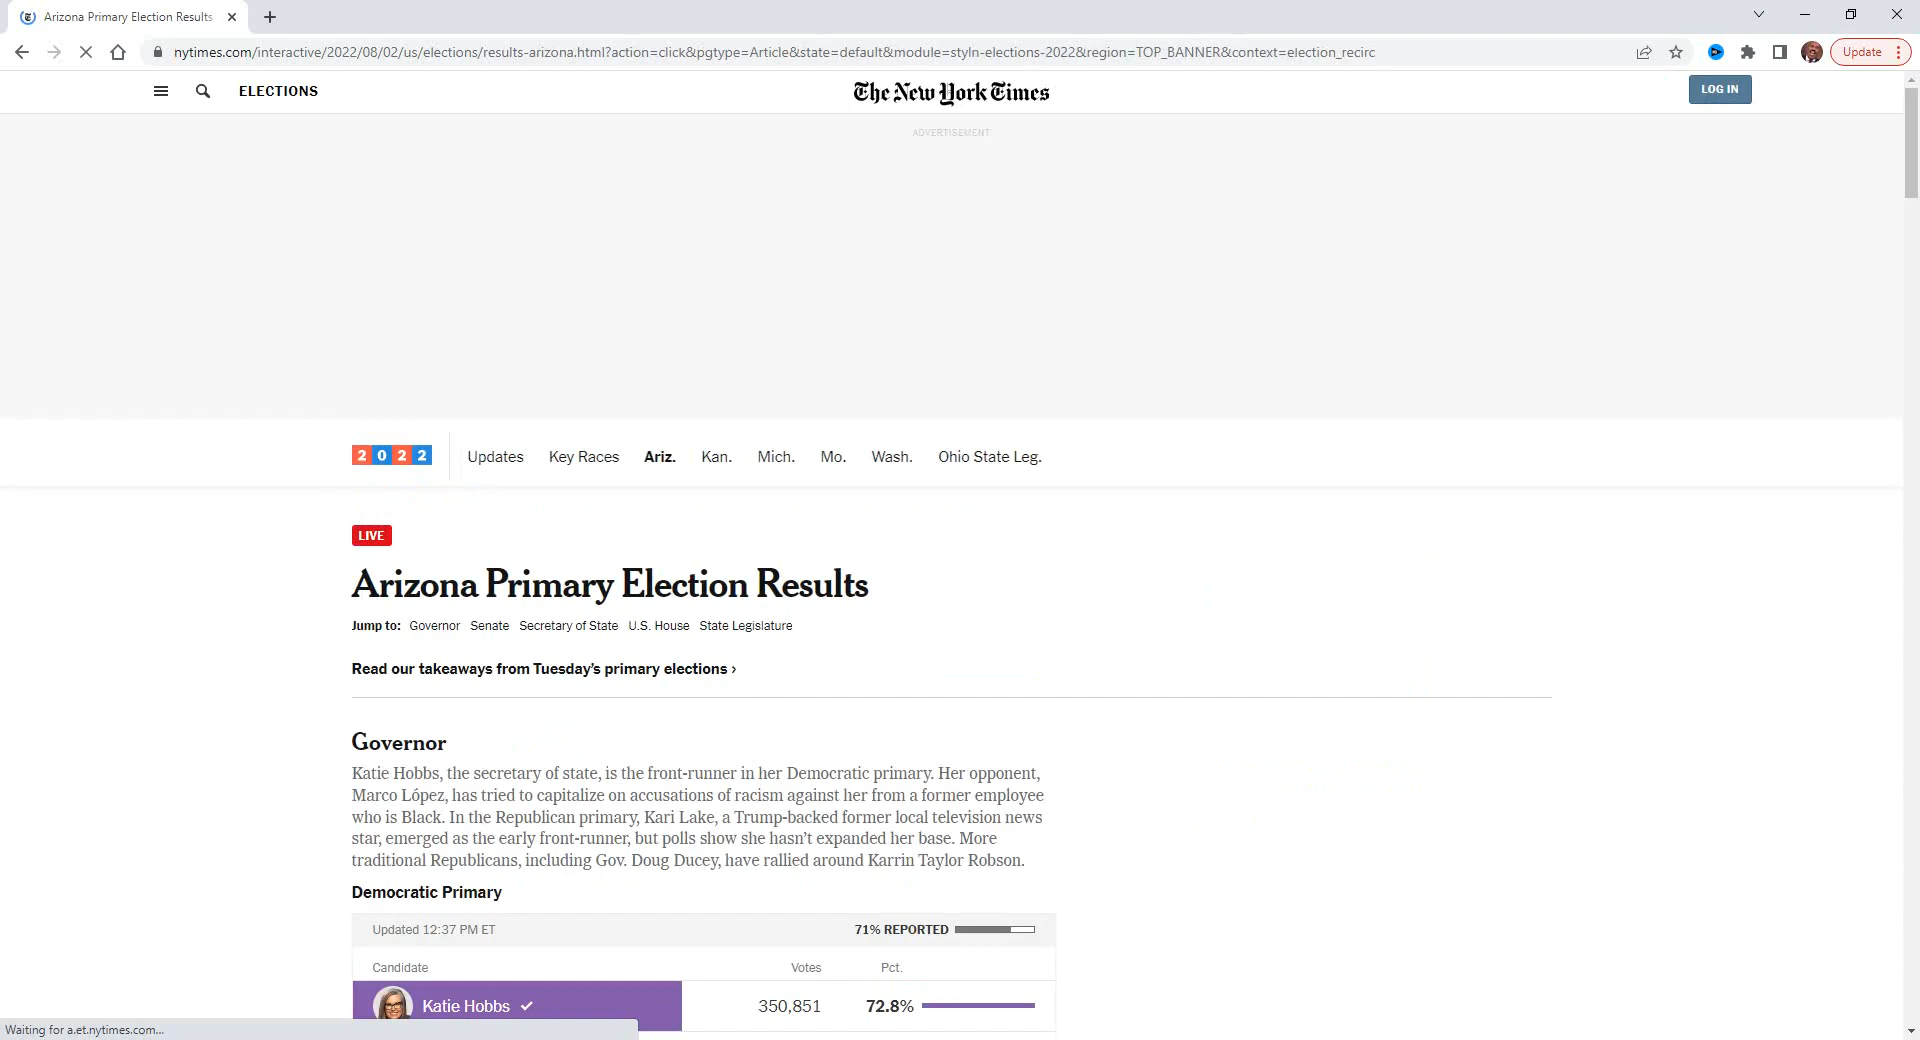 Arizona Primary Election Results
Update
nytimes.com/interactive/2022/08/02/us/elections/results-arizona.html?action=click&pgtype=Article&state=default&module=styln-elections-2022&region=TOP_BANNER&context=election_recirc
ELECTIONS
The New York Times
LOG IN
ADVERTISEMENT
2022
Updates Key Races Ariz. Kan. Mich. Mo. Wash. Ohio State Leg.
LIVE
Arizona Primary Election Results
Jump to: Governor Senate Secretary of State U.S. House State Legislature
Read our takeaways from Tuesday’s primary elections ›
Governor
Katie Hobbs, the secretary of state, is the front-runner in her Democratic primary. Her opponent,
Marco López, has tried to capitalize on accusations of racism against her from a former employee
who is Black. In the Republican primary, Kari Lake, a Trump-backed former local television news
star, emerged as the early front-runner, but polls show she hasn’t expanded her base. More
traditional Republicans, including Gov. Doug Ducey, have rallied around Karrin Taylor Robson.
Democratic Primary
Updated 12:37 PM ET 71% REPORTED
Candidate Votes Pct.
Katie Hobbs ✓ 350,851 72.8%
Waiting for a.et.nytimes.com...